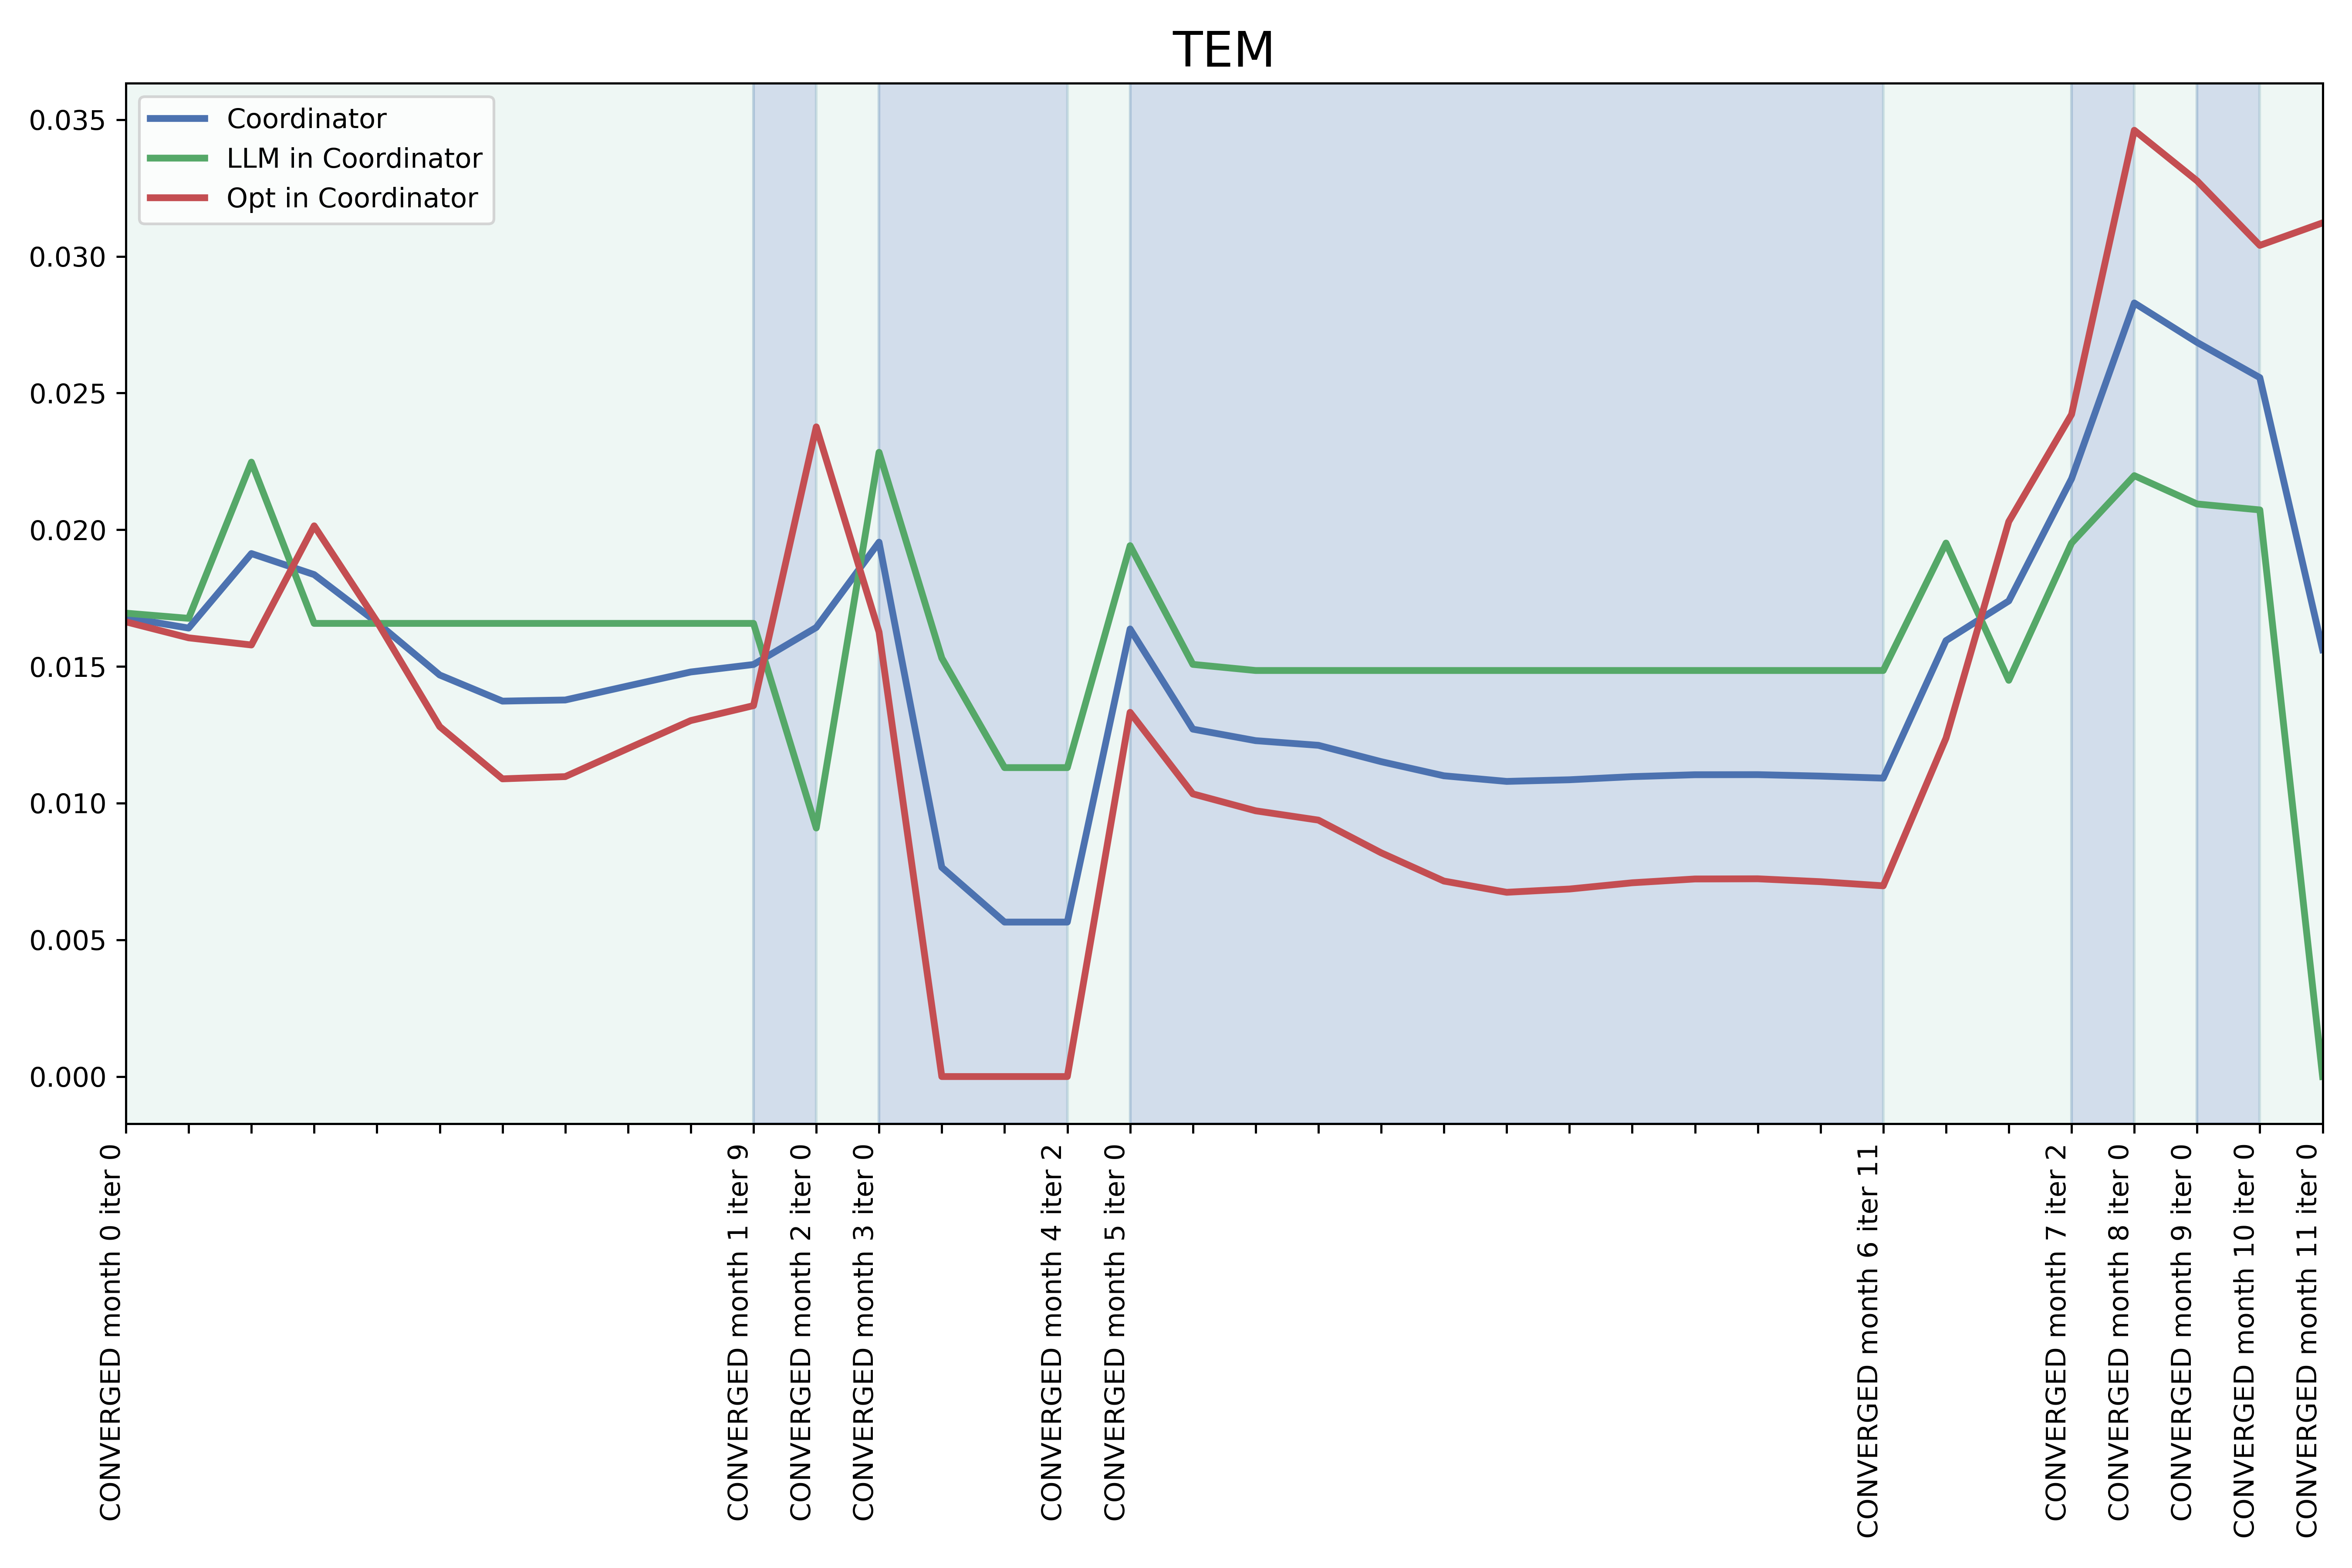 TEM
Coordinator
LLM in Coordinator
Opt in Coordinator
0.035
0.030
0.025
0.020
0.015
0.010
0.005
0.000
CONVERGED month 0 iter 0
CONVERGED month 1 iter 9
CONVERGED month 2 iter 0
CONVERGED month 3 iter 0
CONVERGED month 4 iter 2
CONVERGED month 5 iter 0
CONVERGED month 6 iter 11
CONVERGED month 7 iter 2
CONVERGED month 8 iter 0
CONVERGED month 9 iter 0
CONVERGED month 10 iter 0
CONVERGED month 11 iter 0